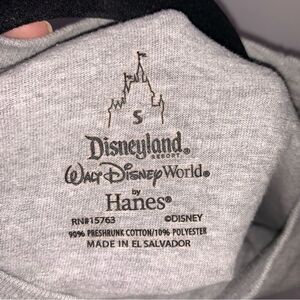 S
Disneyland®
RESORT
Walt Disney World®
by
Hanes®
RN#15763 ©DISNEY
90% PRESHRUNK COTTON/10% POLYESTER
MADE IN EL SALVADOR